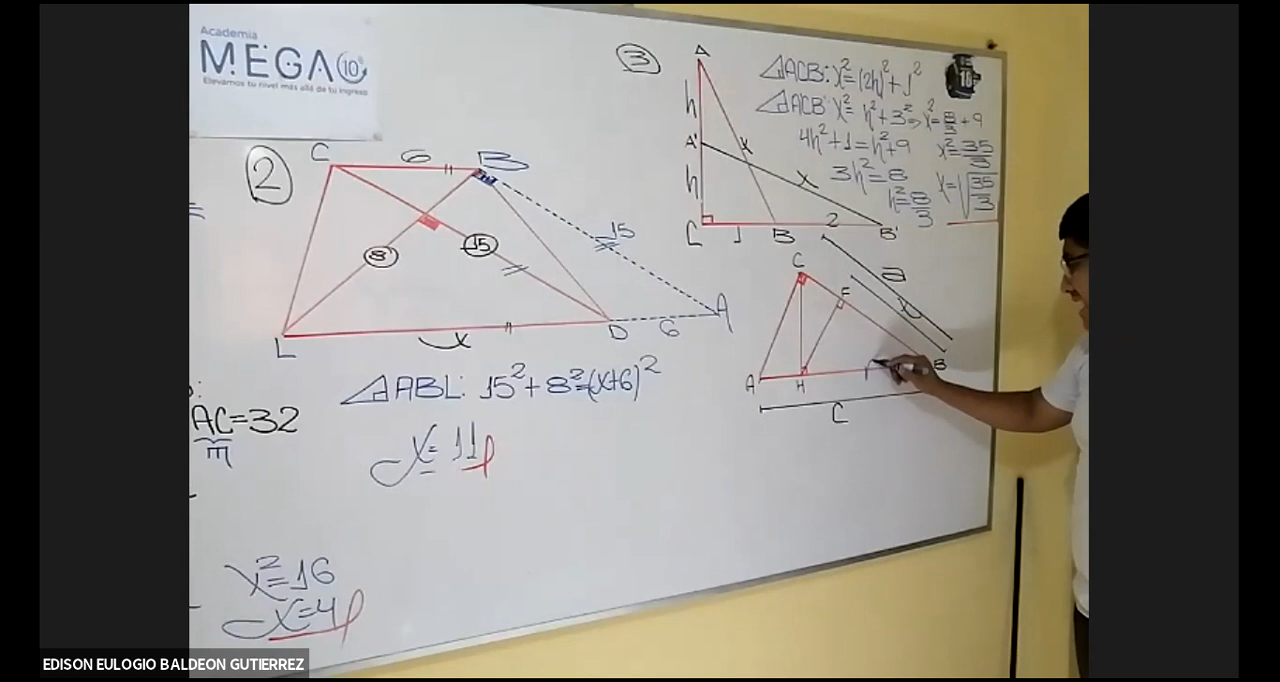 Academia
MEGA 10
Elevamos tu nivel más allá de tu ingreso
2
C
6
B
8
15
15
L
x
D
6
A
△ABL: 15²+8²=(x+6)²
x=11
AC=32
m
x²=16
x=4
3
A
h
A'
h
x
x
C
1
B
2
B'
△ACB: x²=(2h)²+1²
△A'CB' x²=h²+3² ⇒ x²=8/3+9
4h²+1=h²+9
x²=35/3
3h²=8
x=√35/3
h²=8/3
10
C
F
a
A
H
B
C
EDISON EULOGIO BALDEON GUTIERREZ